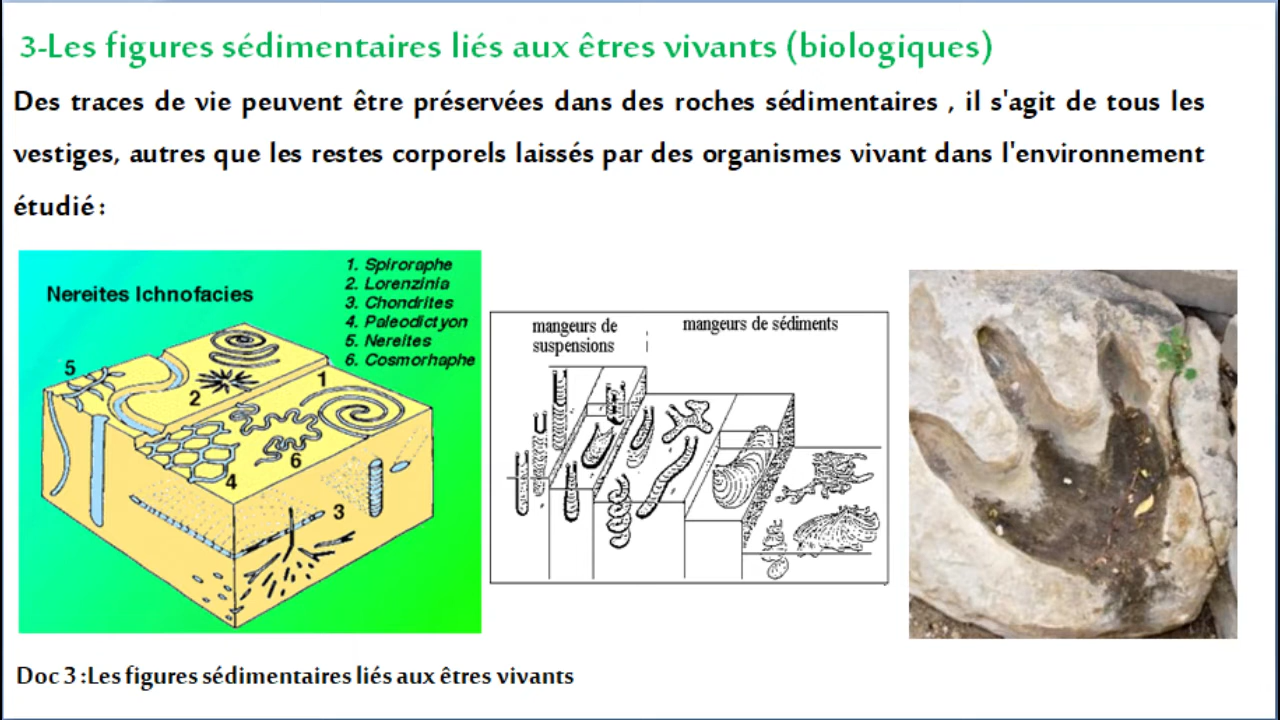 3-Les figures sédimentaires liés aux êtres vivants (biologiques)
Des traces de vie peuvent être préservées dans des roches sédimentaires , il s'agit de tous les
vestiges, autres que les restes corporels laissés par des organismes vivant dans l'environnement
étudié :
Nereites Ichnofacies
1. Spiroraphe
2. Lorenzinia
3. Chondrites
4. Paleodictyon
5. Nereites
6. Cosmorhaphe
5
2
1
6
4
3
mangeurs de
suspensions
mangeurs de sédiments
Doc 3 :Les figures sédimentaires liés aux êtres vivants